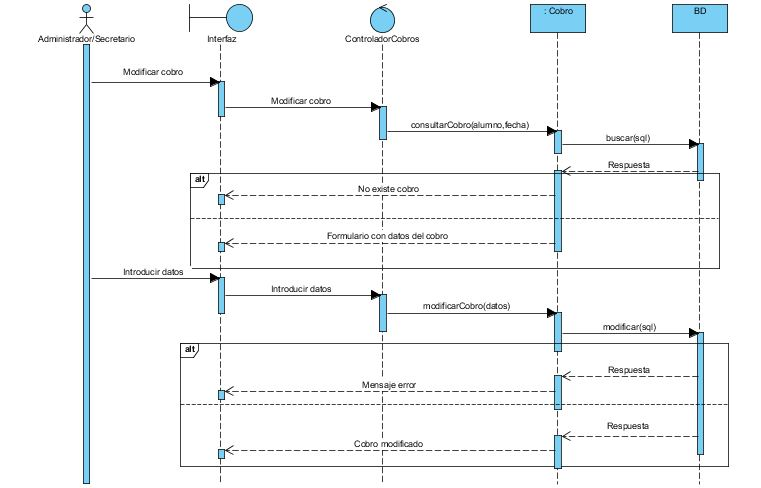 : Cobro
BD
Administrador/Secretario
Interfaz
ControladorCobros
Modificar cobro
Modificar cobro
consultarCobro(alumno,fecha)
buscar(sql)
Respuesta
alt
No existe cobro
Formulario con datos del cobro
Introducir datos
Introducir datos
modificarCobro(datos)
modificar(sql)
alt
Respuesta
Mensaje error
Respuesta
Cobro modificado